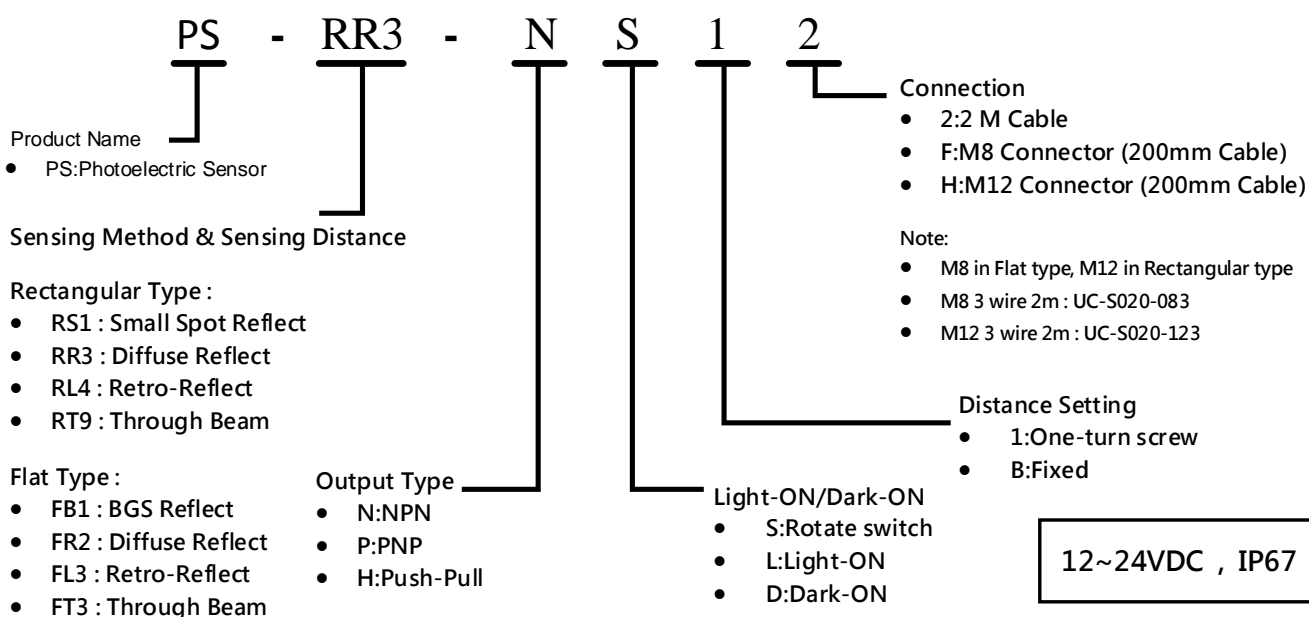 PS - RR3 - N S 1 2
Product Name
• PS:Photoelectric Sensor
Sensing Method & Sensing Distance
Rectangular Type :
• RS1 : Small Spot Reflect
• RR3 : Diffuse Reflect
• RL4 : Retro-Reflect
• RT9 : Through Beam
Flat Type :
• FB1 : BGS Reflect
• FR2 : Diffuse Reflect
• FL3 : Retro-Reflect
• FT3 : Through Beam
Output Type
• N:NPN
• P:PNP
• H:Push-Pull
Light-ON/Dark-ON
• S:Rotate switch
• L:Light-ON
• D:Dark-ON
Distance Setting
• 1:One-turn screw
• B:Fixed
Connection
• 2:2 M Cable
• F:M8 Connector (200mm Cable)
• H:M12 Connector (200mm Cable)
Note:
• M8 in Flat type, M12 in Rectangular type
• M8 3 wire 2m : UC-S020-083
• M12 3 wire 2m : UC-S020-123
12~24VDC , IP67